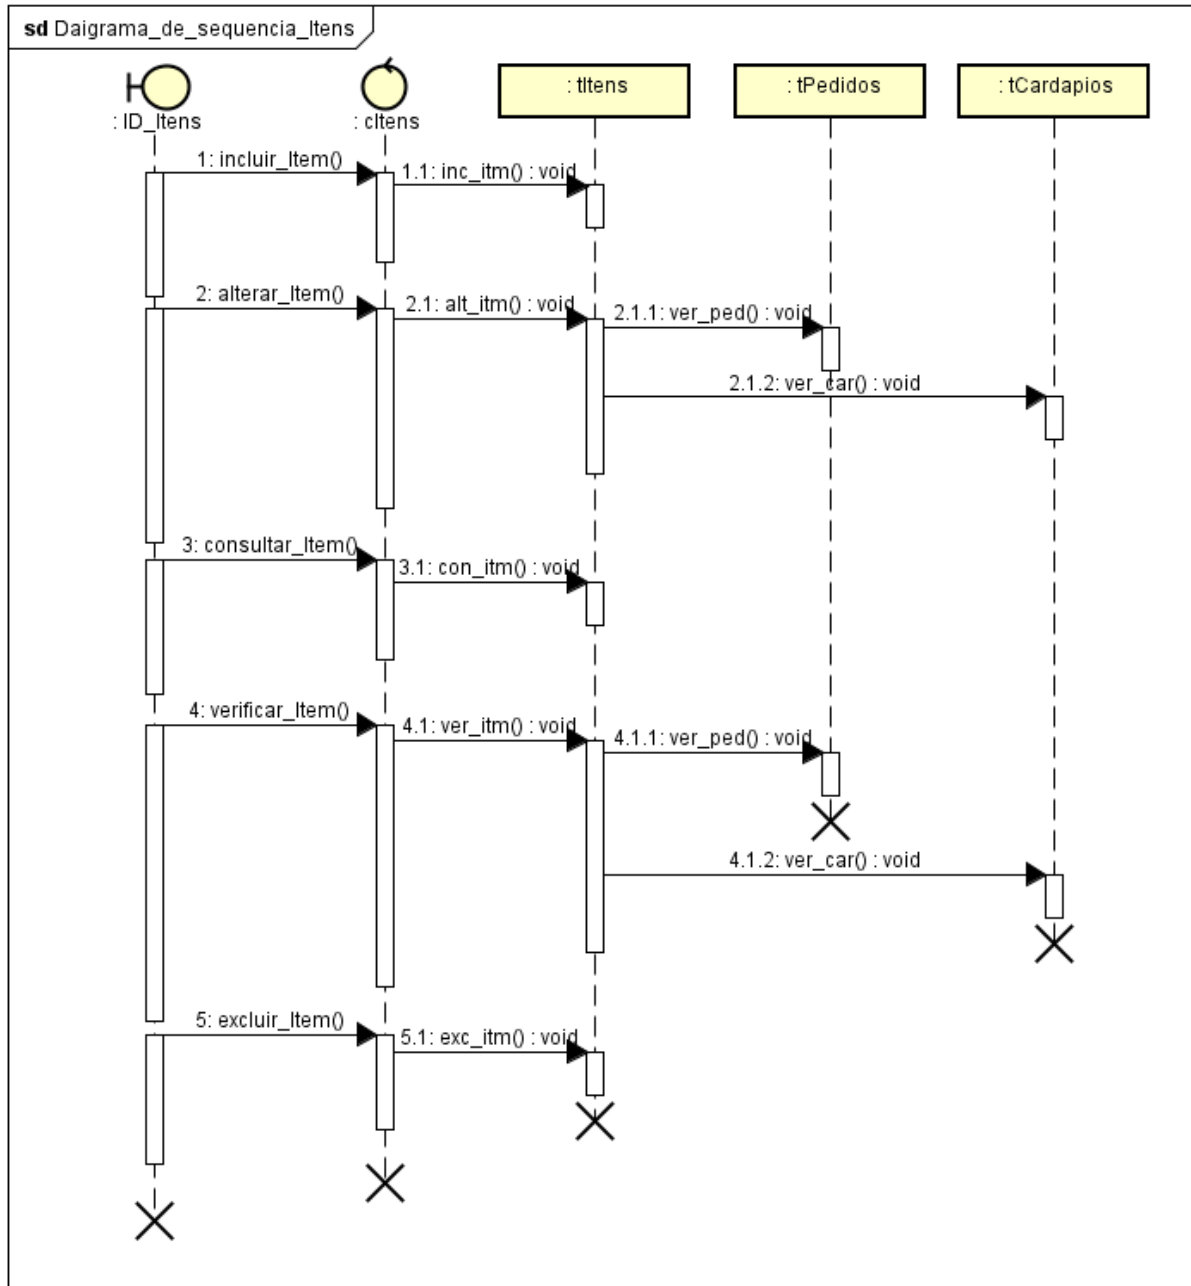 sd Daigrama_de_sequencia_Itens
: ID_Itens
: cItens
: tItens
: tPedidos
: tCardapios
1: incluir_Item()
1.1: inc_itm() : void
2: alterar_Item()
2.1: alt_itm() : void
2.1.1: ver_ped() : void
2.1.2: ver_car() : void
3: consultar_Item()
3.1: con_itm() : void
4: verificar_Item()
4.1: ver_itm() : void
4.1.1: ver_ped() : void
4.1.2: ver_car() : void
5: excluir_Item()
5.1: exc_itm() : void